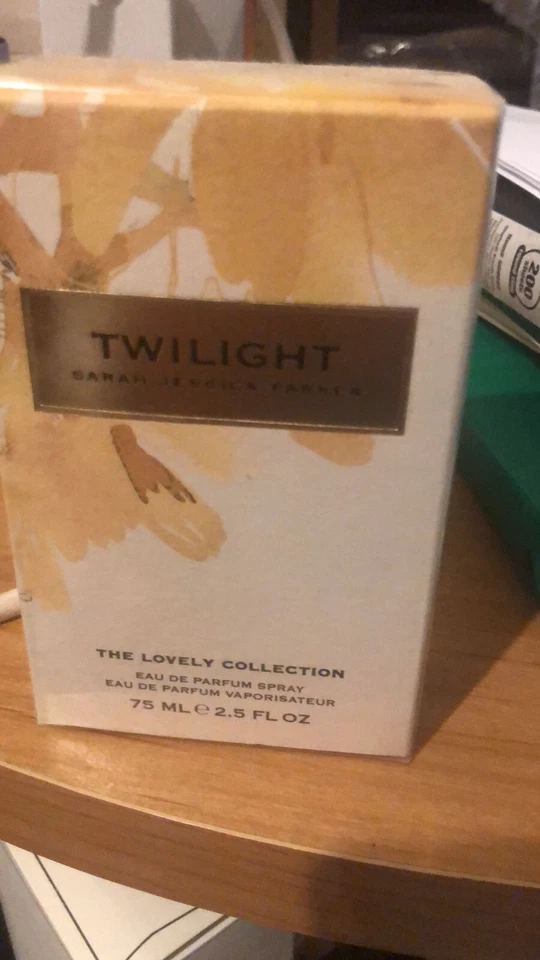 TWILIGHT
SARAH JESSICA PARKER
THE LOVELY COLLECTION
EAU DE PARFUM SPRAY
EAU DE PARFUM VAPORISATEUR
75 ML ℮ 2.5 FL OZ
200